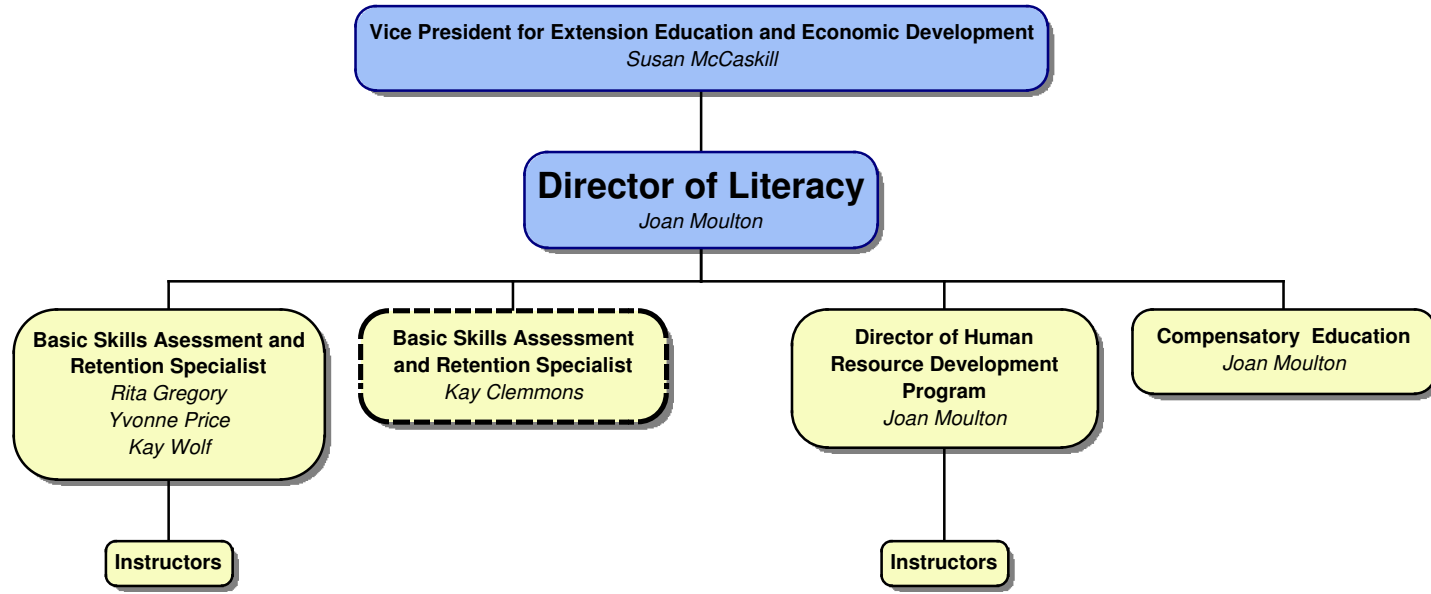 Vice President for Extension Education and Economic Development
Susan McCaskill
Director of Literacy
Joan Moulton
Basic Skills Asessment and
Retention Specialist
Rita Gregory
Yvonne Price
Kay Wolf
Basic Skills Assessment
and Retention Specialist
Kay Clemmons
Director of Human
Resource Development
Program
Joan Moulton
Compensatory Education
Joan Moulton
Instructors
Instructors